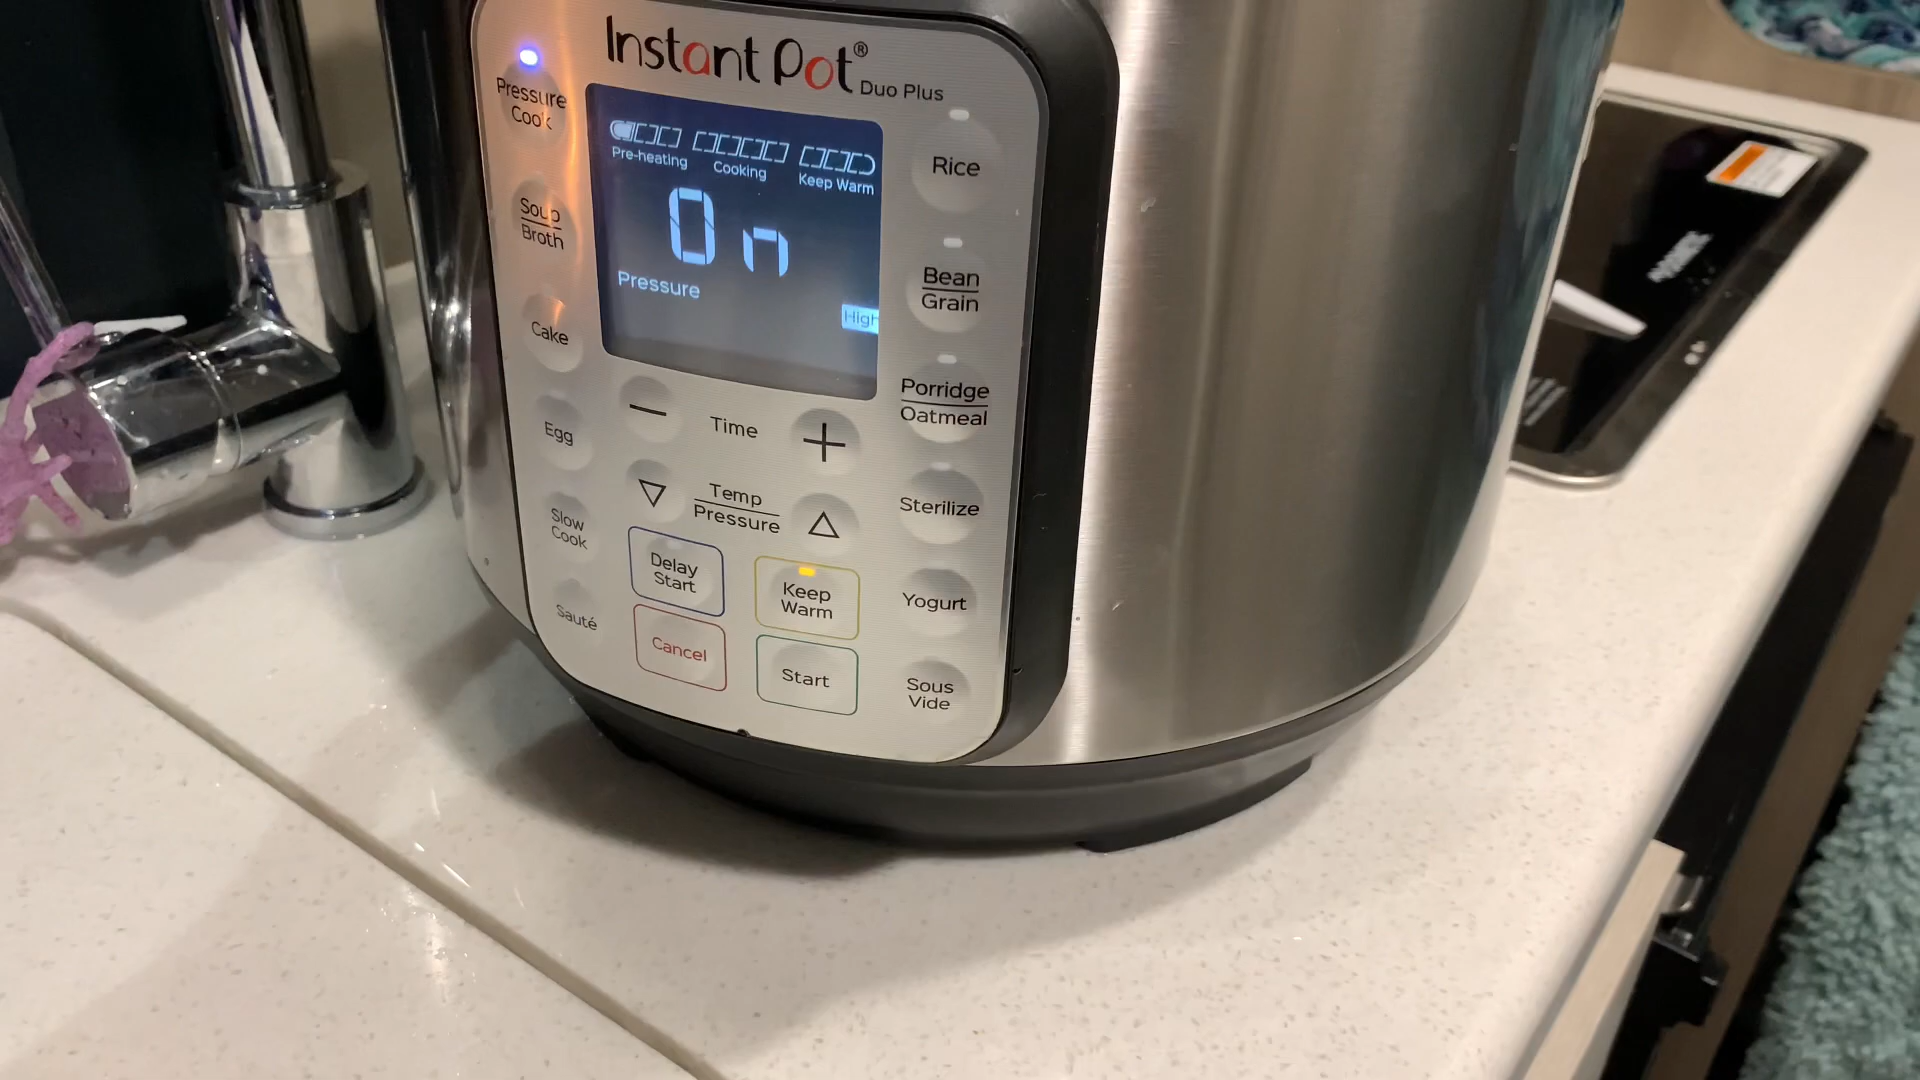 Instant Pot®
Duo Plus
Pressure
Cook
Soup
Broth
Cake
Egg
Slow
Cook
Sauté
Pre-heating
Cooking
Keep Warm
On
Pressure
High
Time
Temp
Pressure
Delay
Start
Keep
Warm
Cancel
Start
Rice
Bean
Grain
Porridge
Oatmeal
Sterilize
Yogurt
Sous
Vide